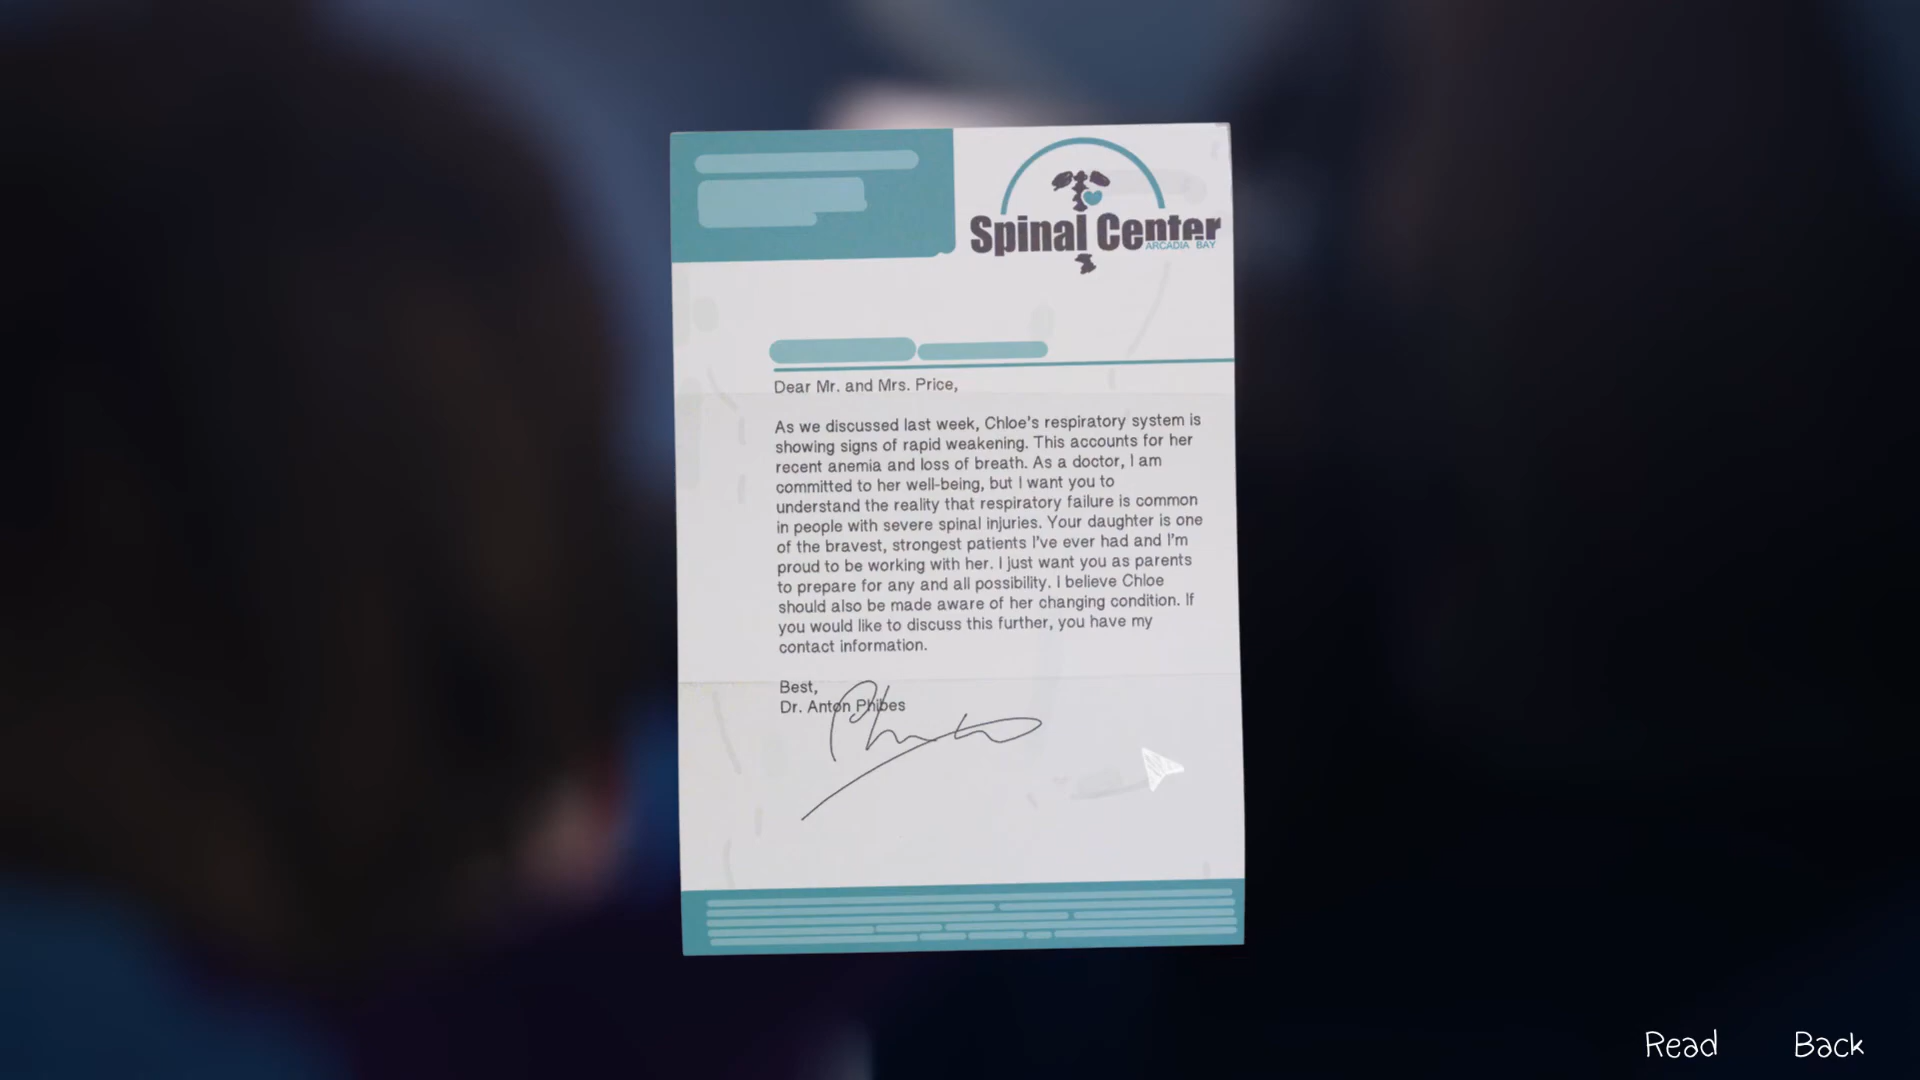 Spinal Center
ARCADIA BAY
Dear Mr. and Mrs. Price,
As we discussed last week, Chloe's respiratory system is
showing signs of rapid weakening. This accounts for her
recent anemia and loss of breath. As a doctor, I am
committed to her well-being, but I want you to
understand the reality that respiratory failure is common
in people with severe spinal injuries. Your daughter is one
of the bravest, strongest patients I've ever had and I'm
proud to be working with her. I just want you as parents
to prepare for any and all possibility. I believe Chloe
should also be made aware of her changing condition. If
you would like to discuss this further, you have my
contact information.
Best,
Dr. Anton Phibes
Read Back